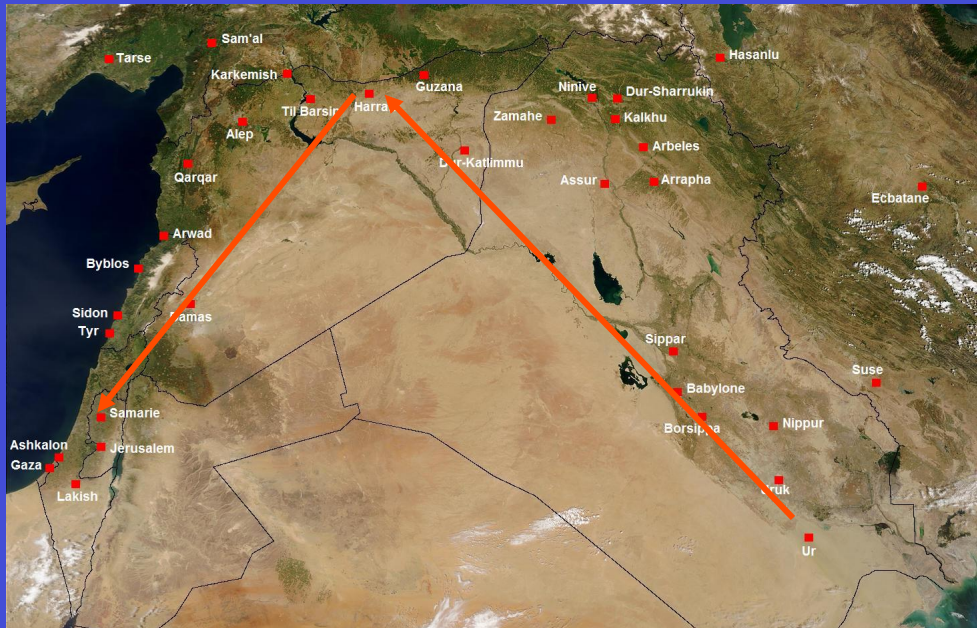 Sam'al
Tarse
Hasanlu
Karkemish
Guzana
Ninive
Dur-Sharrukin
Til Barsip
Harra
Zamahe
Kalkhu
Alep
Arbeles
Dur-Katlimmu
Qarqar
Assur
Arrapha
Ecbatane
Arwad
Byblos
Sidon
Damas
Tyr
Sippar
Suse
Babylone
Samarie
Borsippa
Nippur
Ashkalon
Jerusalem
Gaza
Lakish
Uruk
Ur